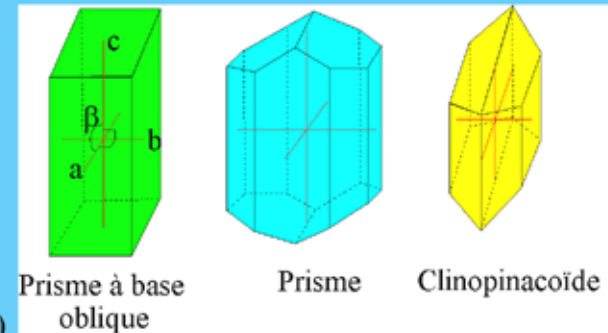 c
β
b
a
Prisme à base
oblique
Prisme
Clinopinacoïde
)